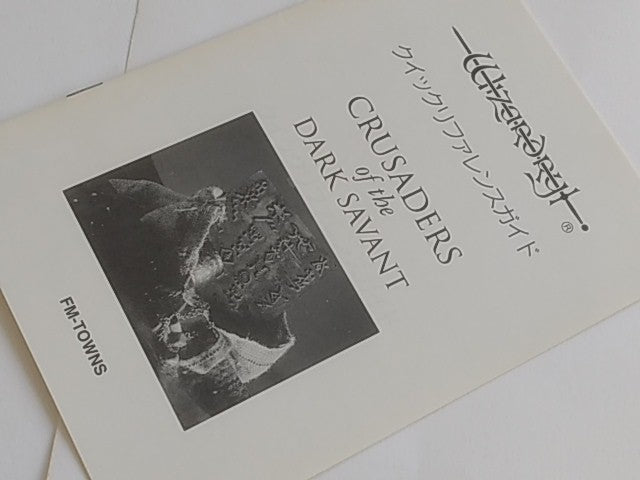 WIZARDRY®
クイックリファレンスガイド
CRUSADERS
of the
DARK SAVANT
FM-TOWNS